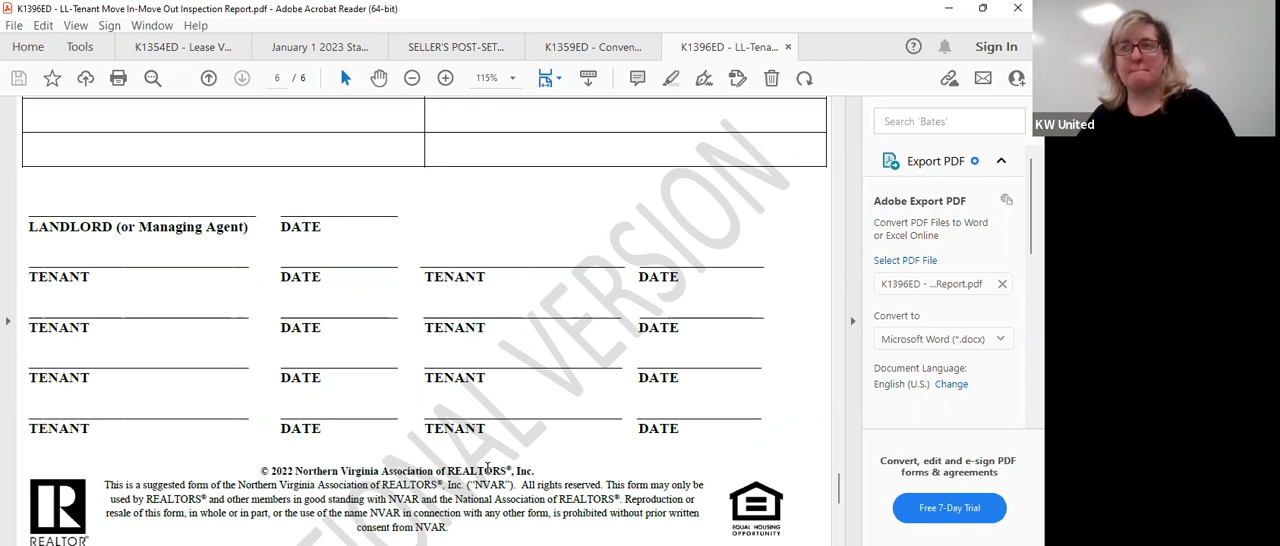 K1396ED - LL-Tenant Move In-Move Out Inspection Report.pdf - Adobe Acrobat Reader (64-bit)
File Edit View Sign Window Help
Home Tools K1354ED - Lease V... January 1 2023 Sta... SELLER'S POST-SET... K1359ED - Conven... K1396ED - LL-Tena... ×
Sign In
6 / 6 115%
KW United
Search 'Bates'
Export PDF
Adobe Export PDF
Convert PDF Files to Word
or Excel Online
Select PDF File
K1396ED - ...Report.pdf
Convert to
Microsoft Word (*.docx)
Document Language:
English (U.S.) Change
Convert, edit and e-sign PDF
forms & agreements
Free 7-Day Trial
LANDLORD (or Managing Agent) DATE
TENANT DATE TENANT DATE
TENANT DATE TENANT DATE
TENANT DATE TENANT DATE
TENANT DATE TENANT DATE
© 2022 Northern Virginia Association of REALTORS®, Inc.
This is a suggested form of the Northern Virginia Association of REALTORS®, Inc. (“NVAR”). All rights reserved. This form may only be
used by REALTORS® and other members in good standing with NVAR and the National Association of REALTORS®. Reproduction or
resale of this form, in whole or in part, or the use of the name NVAR in connection with any other form, is prohibited without prior written
consent from NVAR.
REALTOR®
EQUAL HOUSING
OPPORTUNITY
IONAL VERSION